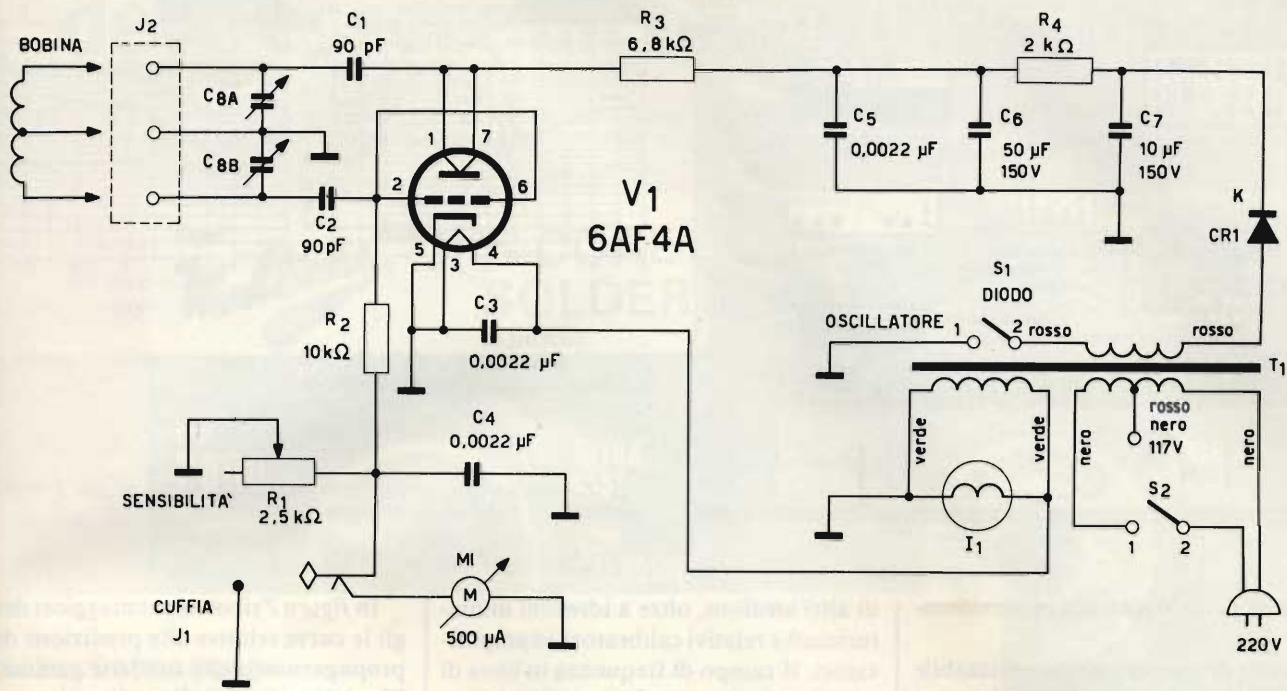 BOBINA
J2
C8A
C8B
C1
90 pF
C2
90 pF
1
7
2
6
5
3
4
V1
6AF4A
R3
6,8 kΩ
R4
2 kΩ
C5
0,0022 µF
C6
50 µF
150 V
C7
10 µF
150 V
K
CR1
S1
DIODO
OSCILLATORE
1
2
rosso
rosso
T1
R2
10 kΩ
C3
0,0022 µF
C4
0,0022 µF
SENSIBILITA'
R1
2,5 kΩ
CUFFIA
J1
MI
M
500 µA
verde
verde
I1
nero
rosso
nero
117V
nero
S2
1
2
220 V